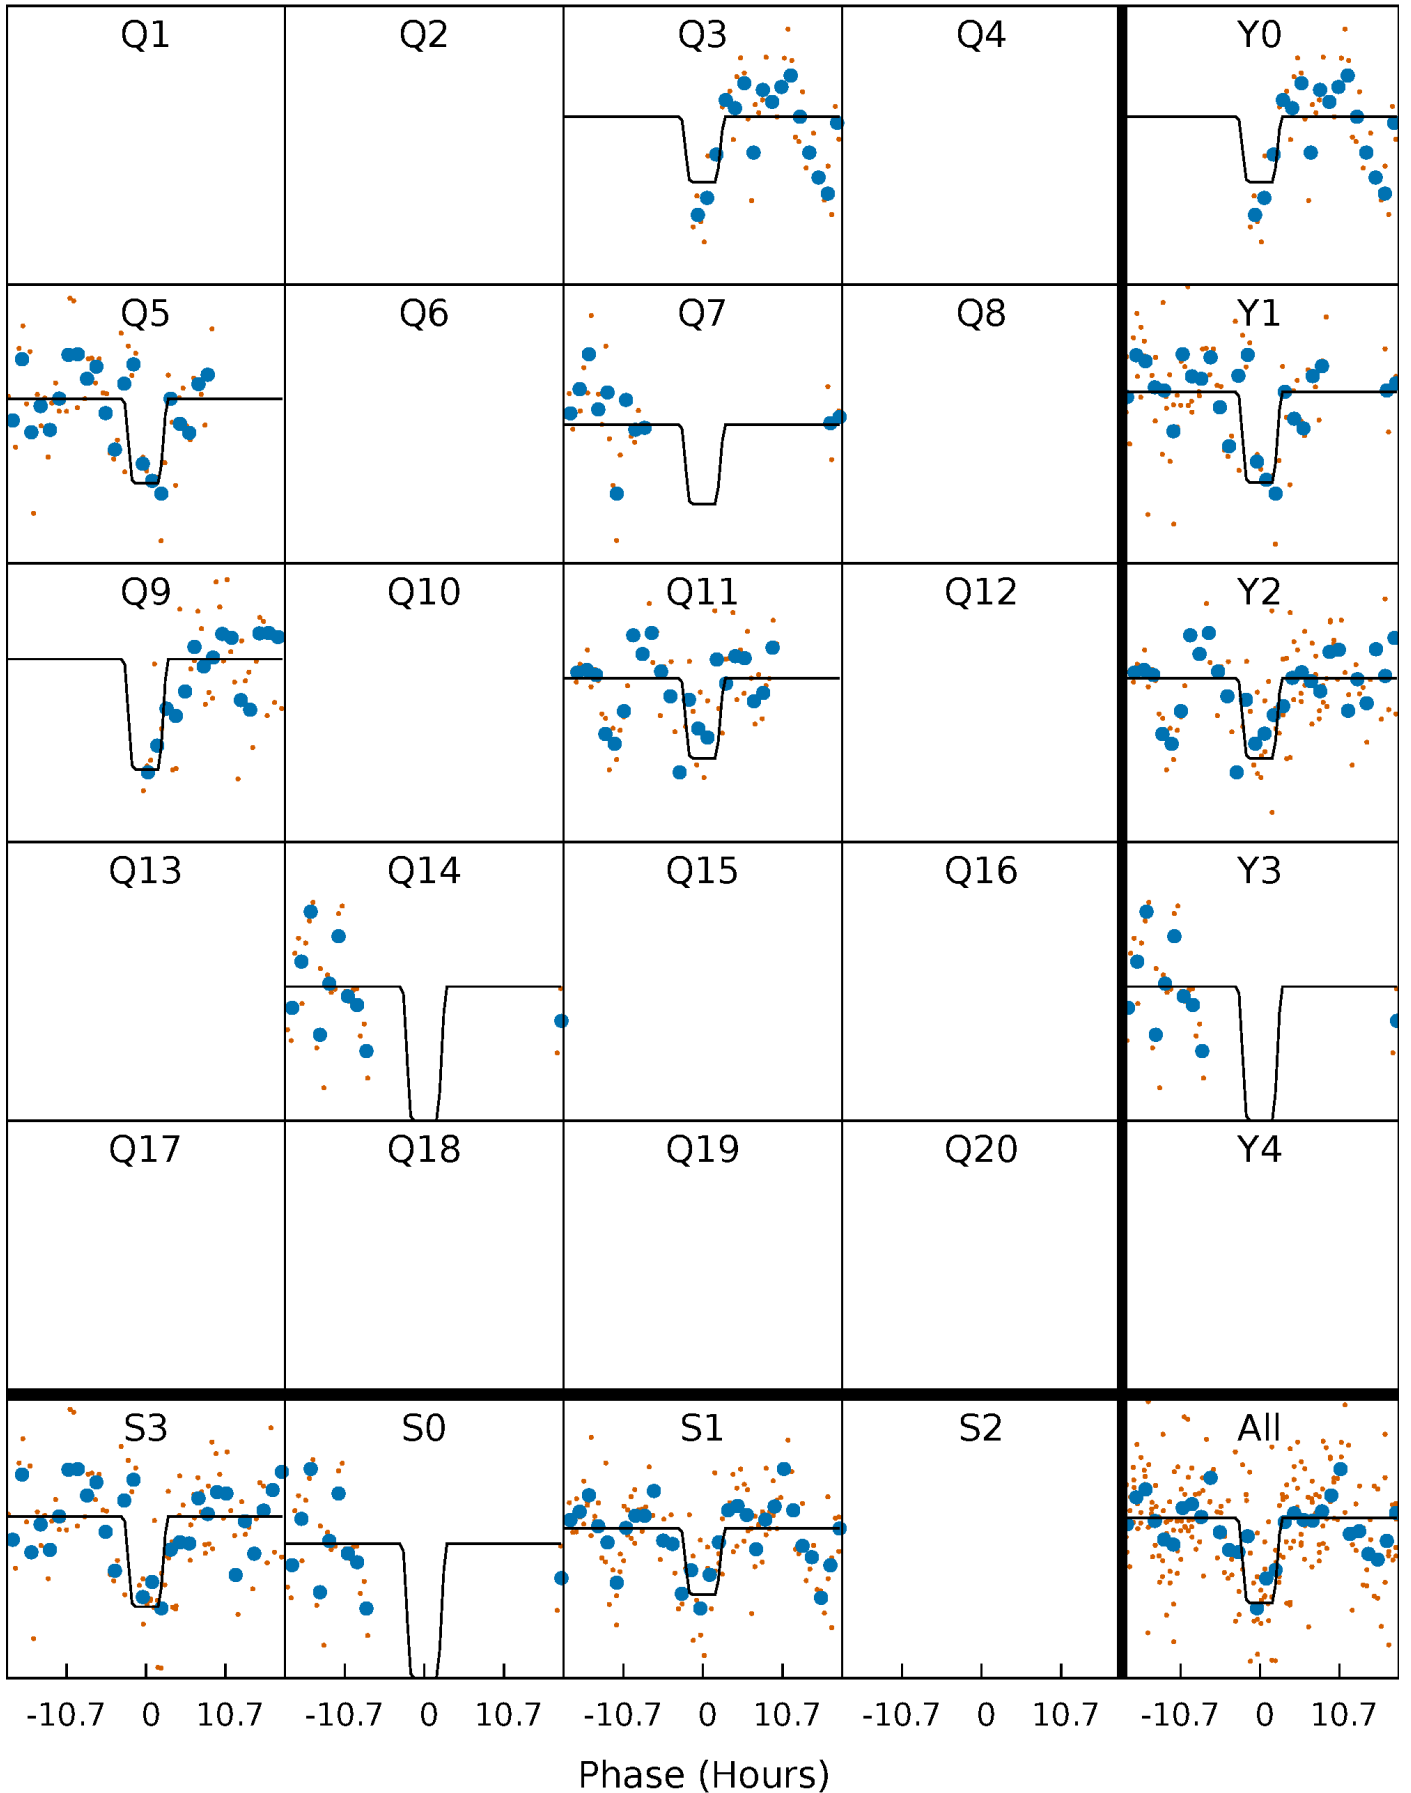 Q1 Q2 Q3 Q4 Y0
Q5 Q6 Q7 Q8 Y1
Q9 Q10 Q11 Q12 Y2
Q13 Q14 Q15 Q16 Y3
Q17 Q18 Q19 Q20 Y4
S3 S0 S1 S2 All
-10.7 0 10.7 -10.7 0 10.7 -10.7 0 10.7 -10.7 0 10.7 -10.7 0 10.7
Phase (Hours)